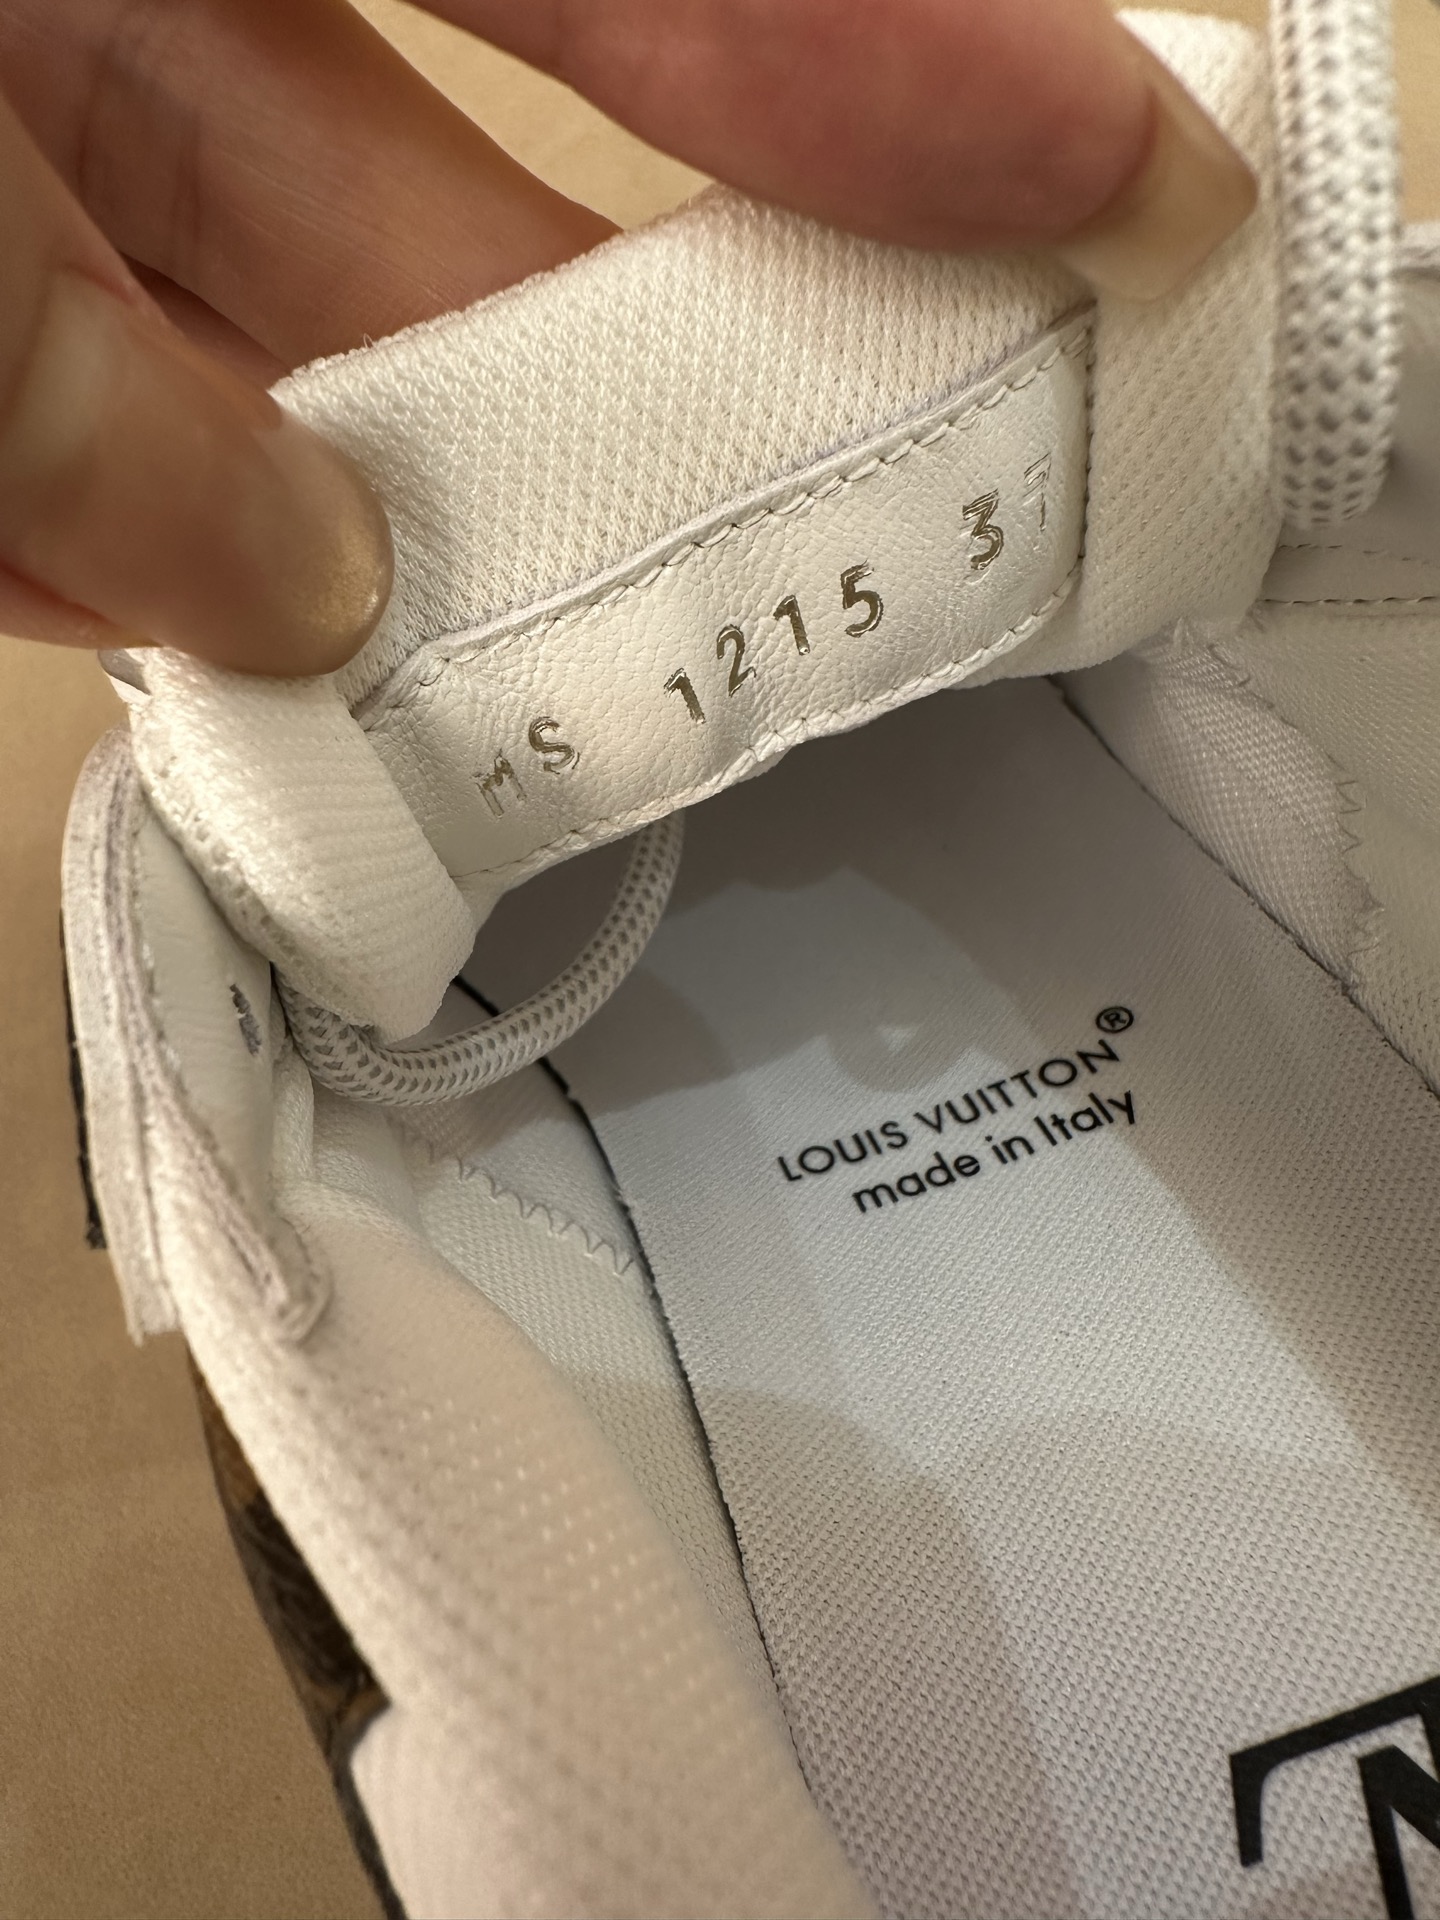 MS 1215 37
LOUIS VUITTON®
made in Italy